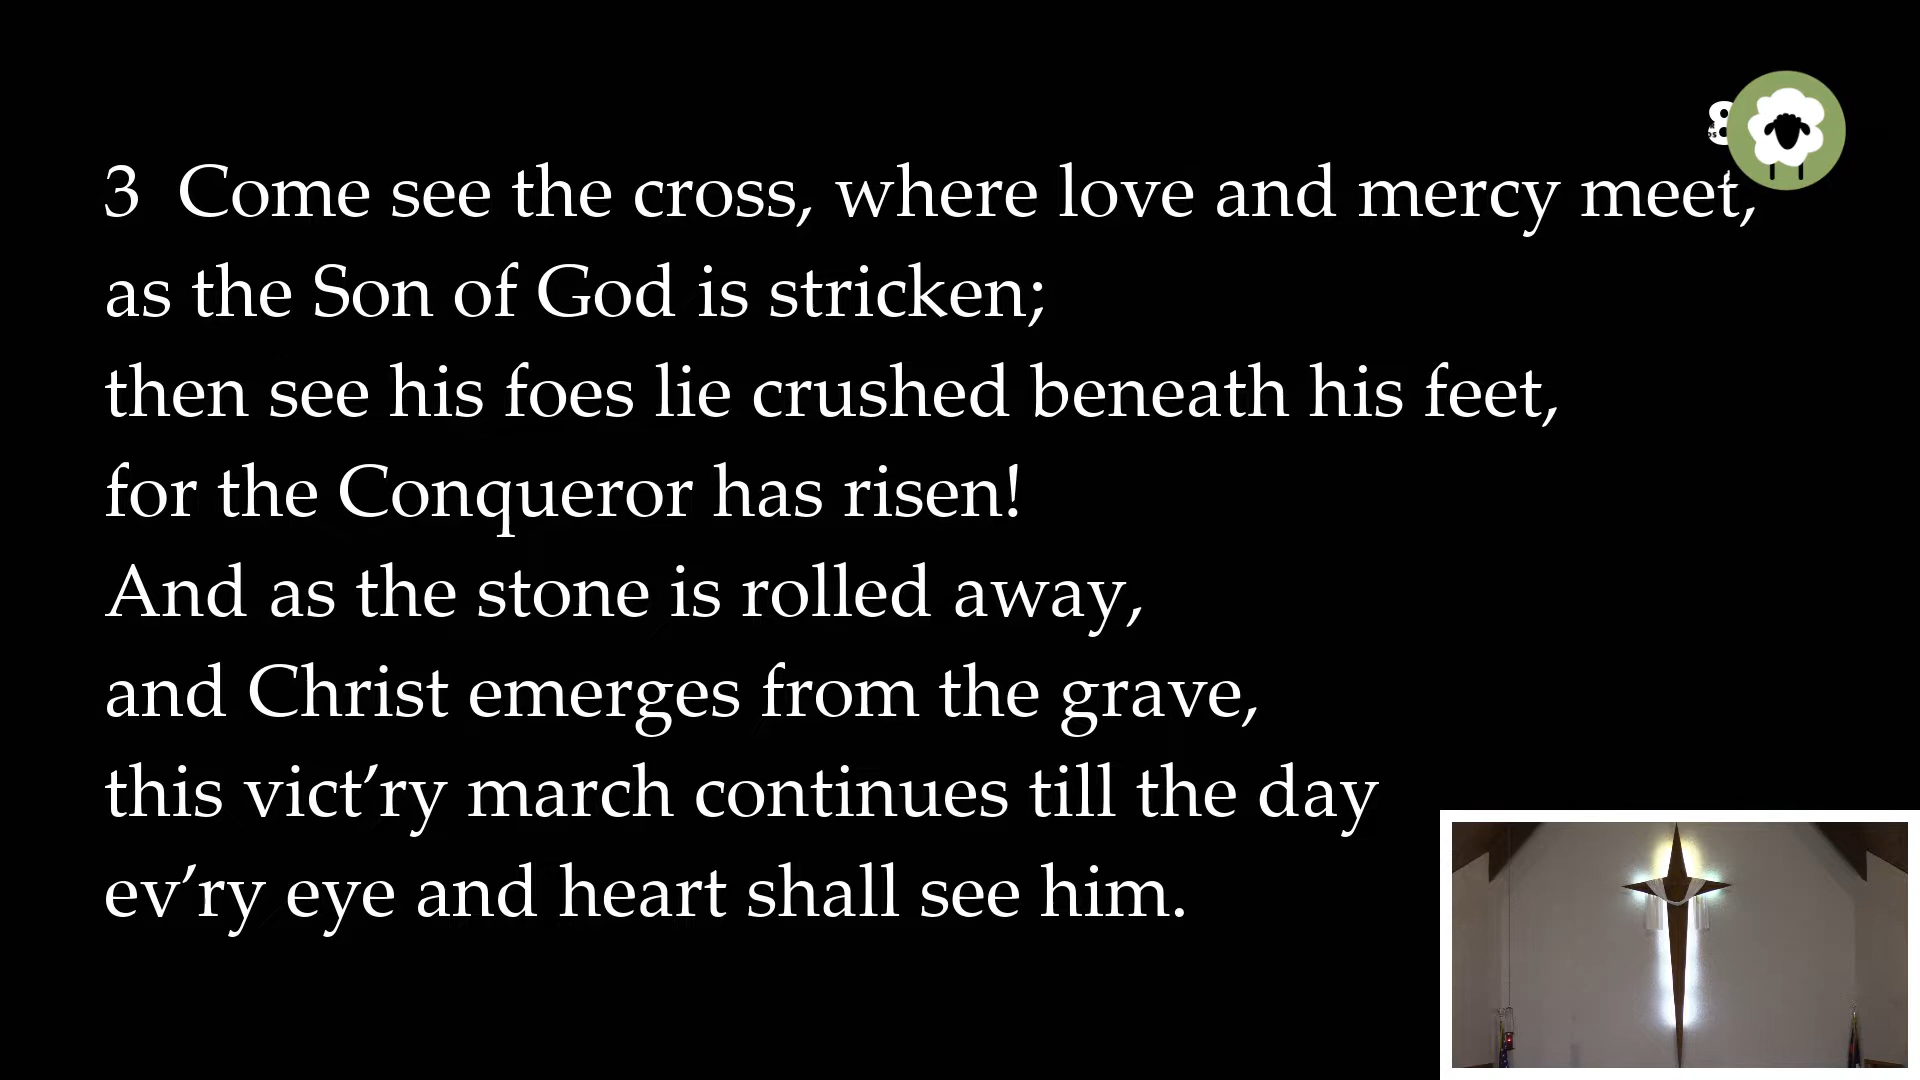 8
3 Come see the cross, where love and mercy meet,
as the Son of God is stricken;
then see his foes lie crushed beneath his feet,
for the Conqueror has risen!
And as the stone is rolled away,
and Christ emerges from the grave,
this vict’ry march continues till the day
ev’ry eye and heart shall see him.